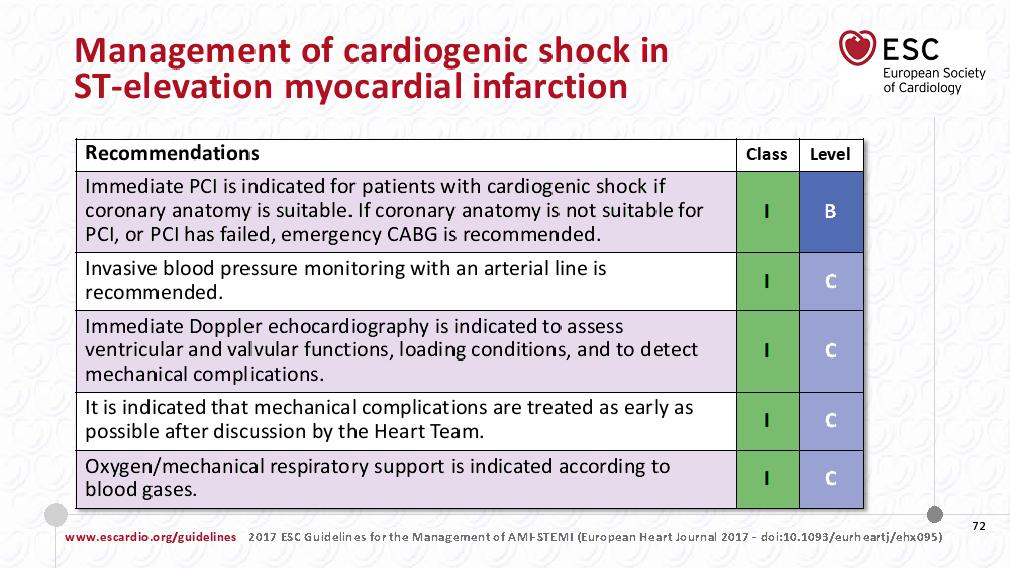 Management of cardiogenic shock in
ST-elevation myocardial infarction
ESC
European Society
of Cardiology
Recommendations Class Level
Immediate PCI is indicated for patients with cardiogenic shock if
coronary anatomy is suitable. If coronary anatomy is not suitable for
PCI, or PCI has failed, emergency CABG is recommended.
I B
Invasive blood pressure monitoring with an arterial line is
recommended.
I C
Immediate Doppler echocardiography is indicated to assess
ventricular and valvular functions, loading conditions, and to detect
mechanical complications.
I C
It is indicated that mechanical complications are treated as early as
possible after discussion by the Heart Team.
I C
Oxygen/mechanical respiratory support is indicated according to
blood gases.
I C
72
www.escardio.org/guidelines 2017 ESC Guidelines for the Management of AMI-STEMI (European Heart Journal 2017 - doi:10.1093/eurheartj/ehx095)